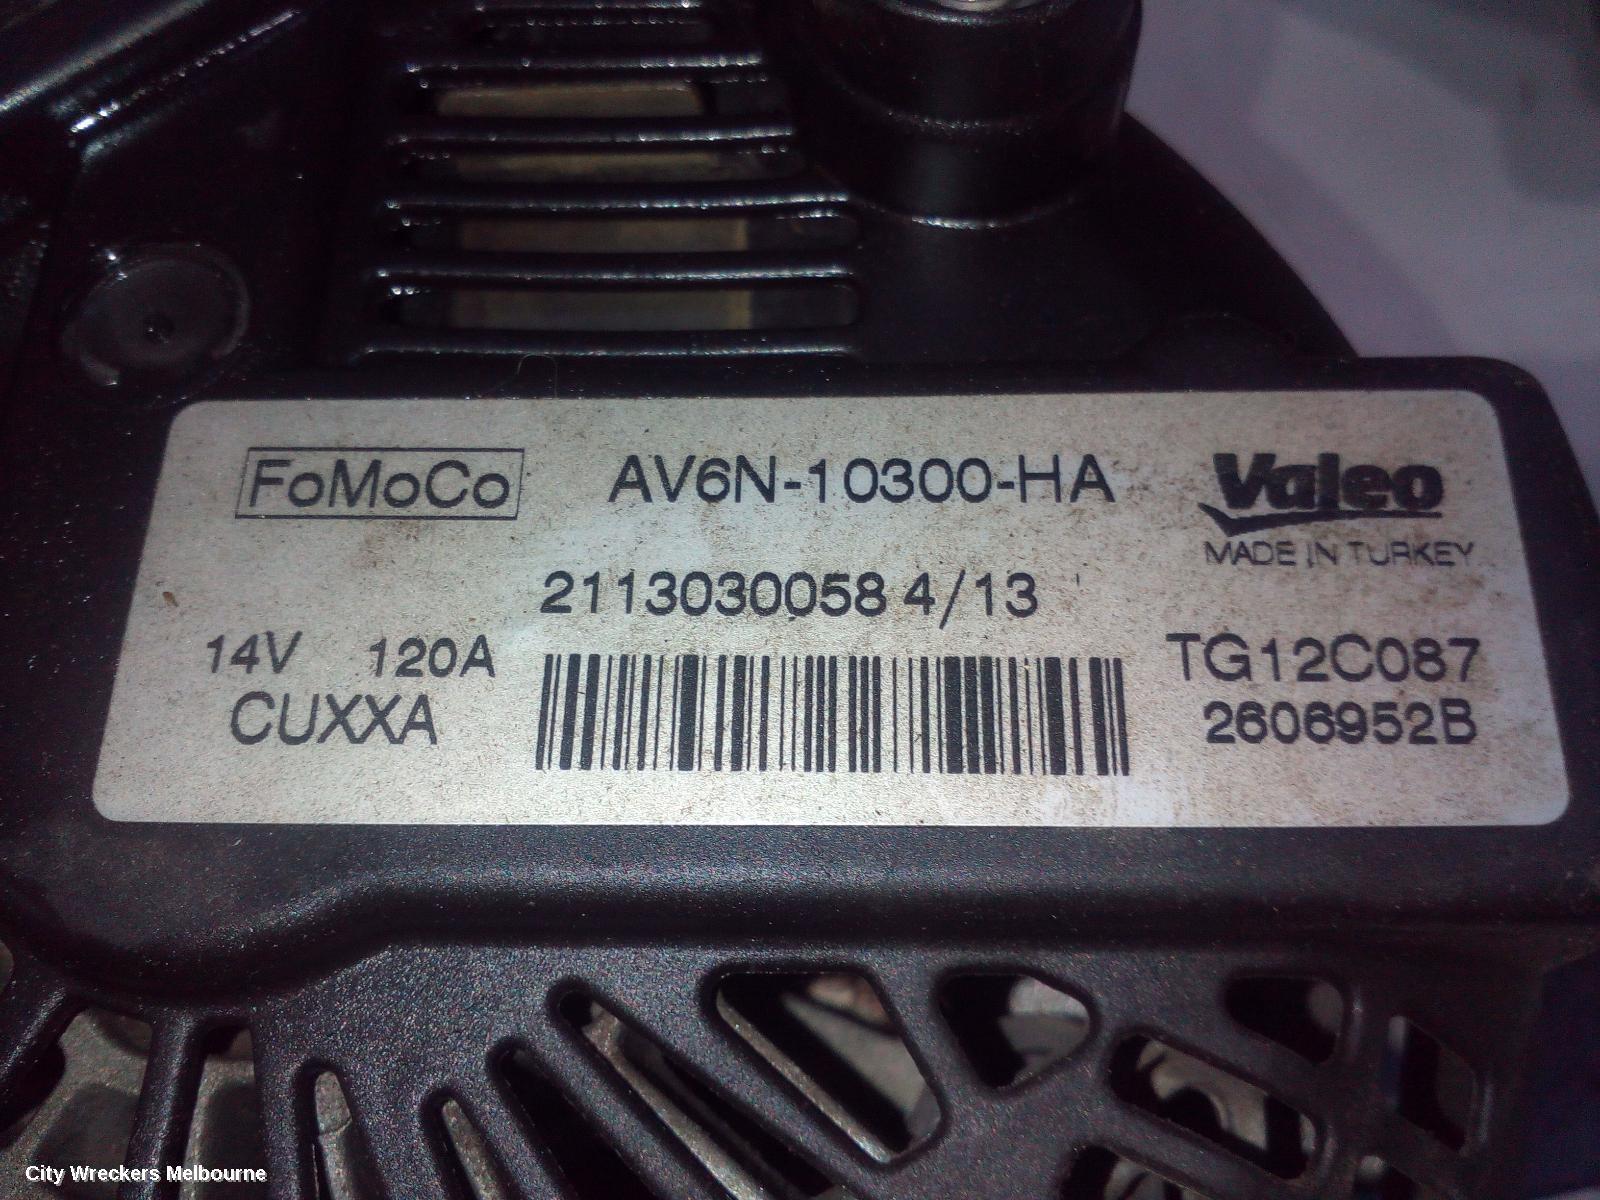 FoMoCo AV6N-10300-HA Valeo
MADE IN TURKEY
2113030058 4/13
14V 120A TG12C087
CUXXA 2606952B
City Wreckers Melbourne